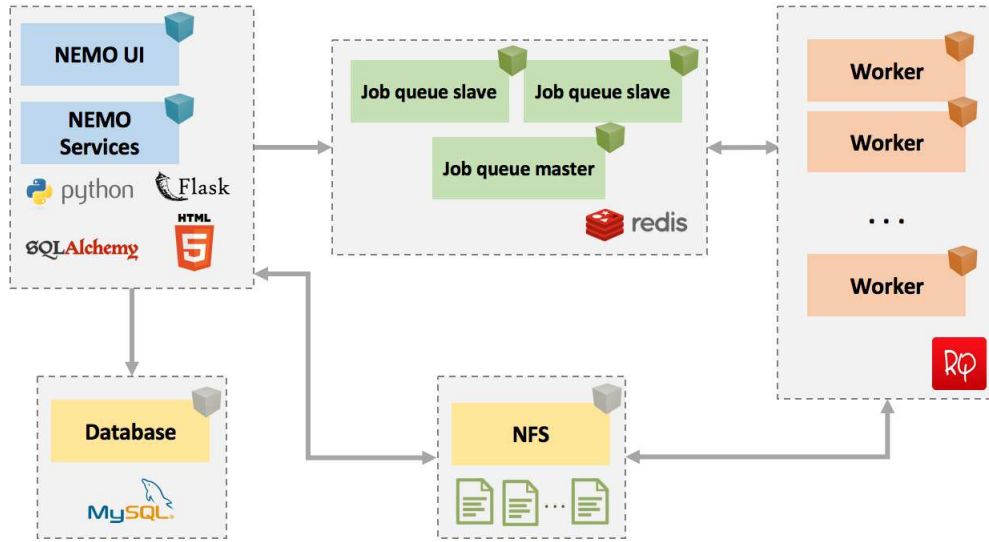 NEMO UI
NEMO
Services
python
Flask
SQLAlchemy
HTML
5
Job queue slave
Job queue slave
Job queue master
redis
Worker
Worker
...
Worker
RQ
Database
MySQL
NFS
...